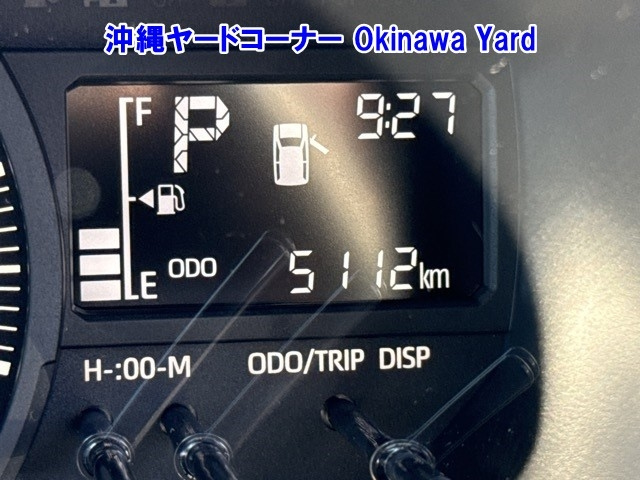 沖縄ヤードコーナー Okinawa Yard
F P 9:27
E ODO 5112km
H-:00-M ODO/TRIP DISP